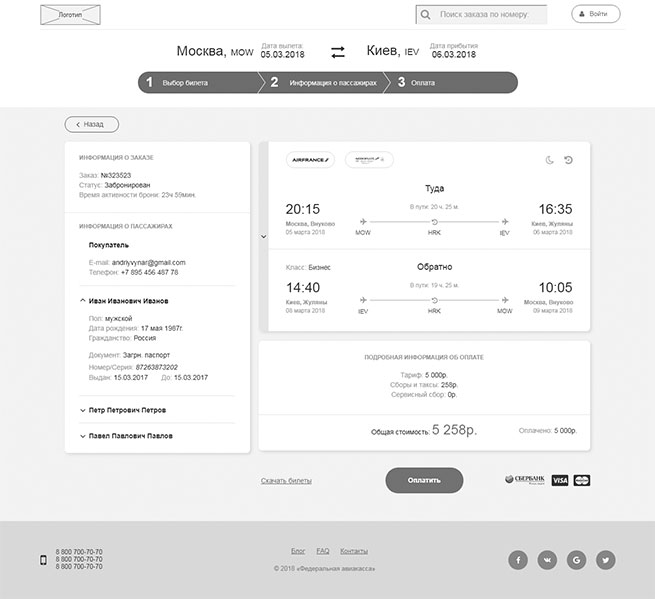 Логотип
Поиск заказа по номеру:
Войти
Москва, MOW
Дата вылета:
05.03.2018
Киев, IEV
Дата прибытия
06.03.2018
1 Выбор билета
2 Информация о пассажирах
3 Оплата
Назад
ИНФОРМАЦИЯ О ЗАКАЗЕ
Заказ: №323523
Статус: Забронирован
Время активности брони: 23ч 59мин.
ИНФОРМАЦИЯ О ПАССАЖИРАХ
Покупатель
E-mail: andriyvynar@gmail.com
Телефон: +7 895 456 487 78
Иван Иванович Иванов
Пол: мужской
Дата рождения: 17 мая 1987г.
Гражданство: Россия
Документ: Загрн. паспорт
Номер/Серия: 87263873202
Выдан: 15.03.2017 До: 15.03.2017
Петр Петрович Петров
Павел Павлович Павлов
AIRFRANCE
Туда
20:15
В пути: 20 ч. 25 м.
16:35
Москва, Внуково
05 марта 2018
MOW
HRK
IEV
Киев, Жуляны
06 марта 2018
Класс: Бизнес
Обратно
14:40
В пути: 19 ч. 25 м.
10:05
Киев, Жуляны
08 марта 2018
IEV
HRK
MOW
Москва, Внуково
09 марта 2018
ПОДРОБНАЯ ИНФОРМАЦИЯ ОБ ОПЛАТЕ
Тариф: 5 000р.
Сборы и таксы: 258р.
Сервисный сбор: 0р.
Общая стоимость: 5 258р.
Оплачено: 5 000р.
Скачать билеты
Оплатить
СБЕРБАНК
VISA
8 800 700-70-70
8 800 700-70-70
8 800 700-70-70
Блог FAQ Контакты
© 2018 «Федеральная авиакасса»